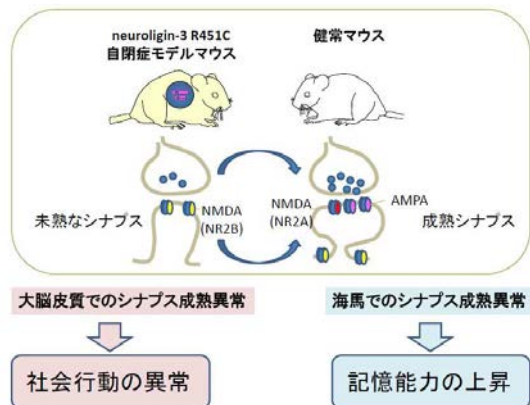 neuroligin-3 R451C
自閉症モデルマウス
健常マウス
未熟なシナプス
NMDA
(NR2B)
NMDA
(NR2A)
AMPA
成熟シナプス
大脳皮質でのシナプス成熟異常
海馬でのシナプス成熟異常
社会行動の異常
記憶能力の上昇